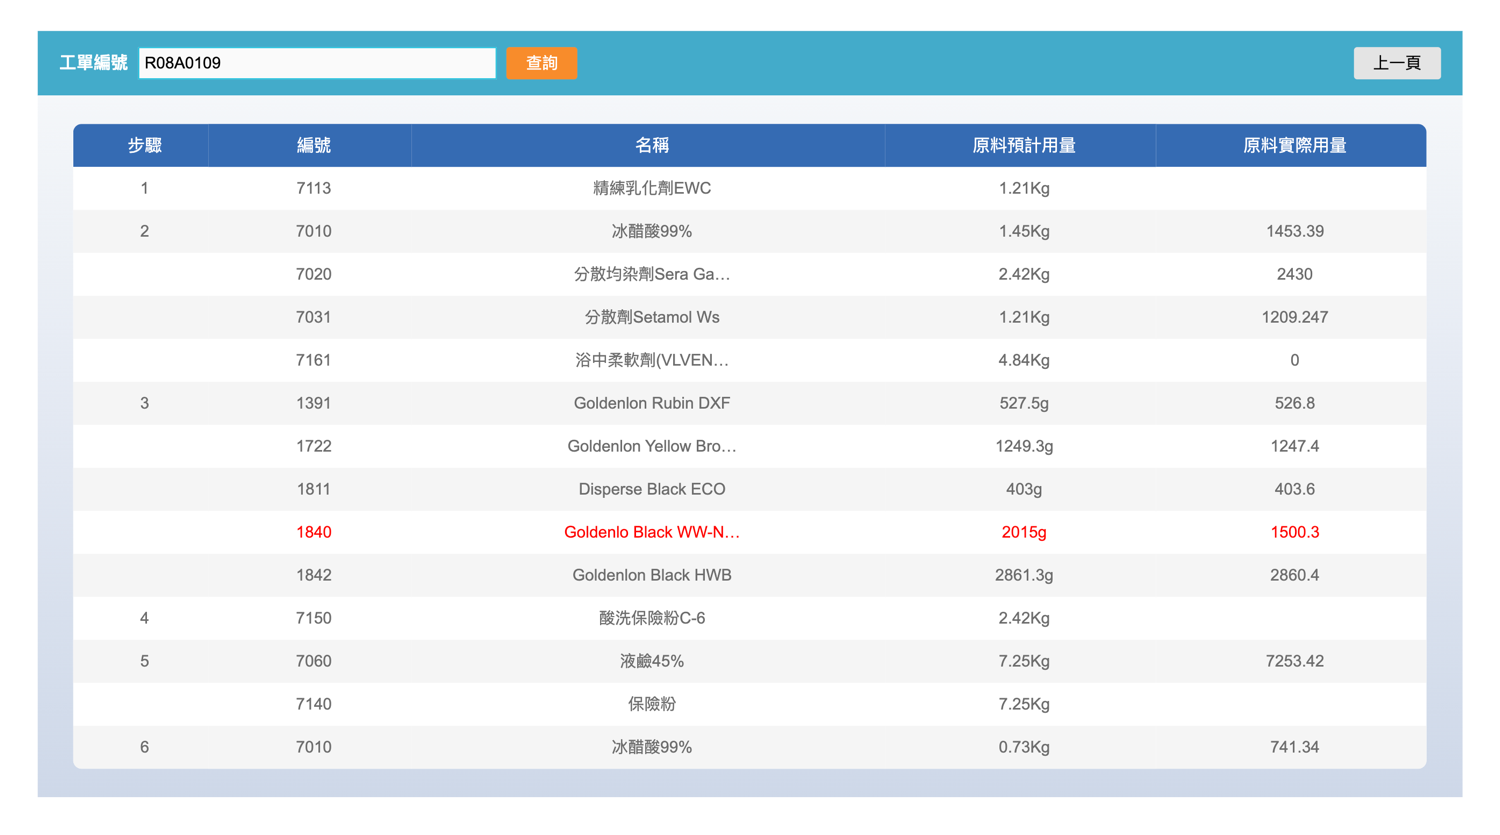 工單編號 R08A0109 查詢 上一頁
步驟 編號 名稱 原料預計用量 原料實際用量
1 7113 精練乳化劑EWC 1.21Kg
2 7010 冰醋酸99% 1.45Kg 1453.39
7020 分散均染劑Sera Ga… 2.42Kg 2430
7031 分散劑Setamol Ws 1.21Kg 1209.247
7161 浴中柔軟劑(VLVEN… 4.84Kg 0
3 1391 Goldenlon Rubin DXF 527.5g 526.8
1722 Goldenlon Yellow Bro… 1249.3g 1247.4
1811 Disperse Black ECO 403g 403.6
1840 Goldenlo Black WW-N… 2015g 1500.3
1842 Goldenlon Black HWB 2861.3g 2860.4
4 7150 酸洗保險粉C-6 2.42Kg
5 7060 液鹼45% 7.25Kg 7253.42
7140 保險粉 7.25Kg
6 7010 冰醋酸99% 0.73Kg 741.34